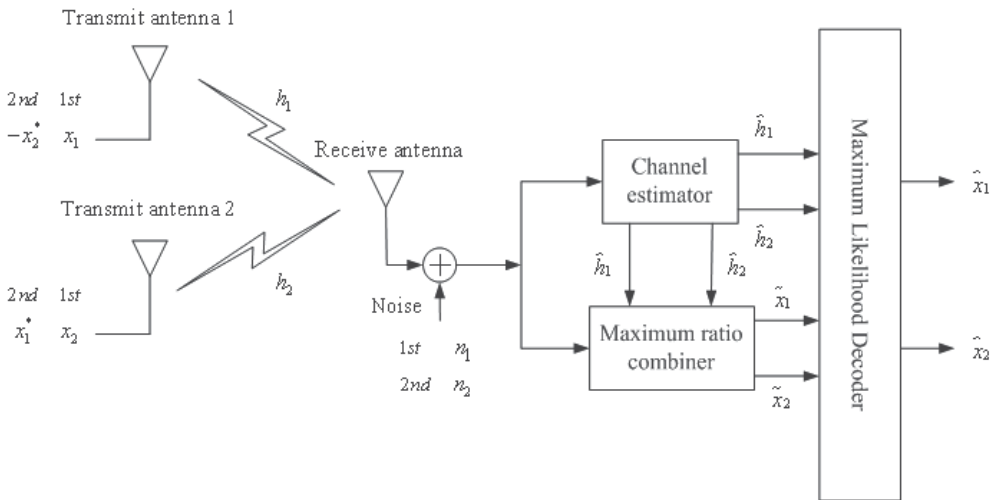 Transmit antenna 1
2nd 1st
−x₂* x₁
h₁
Receive antenna
Transmit antenna 2
2nd 1st
x₁* x₂
h₂
Noise
1st n₁
2nd n₂
Channel
estimator
ĥ₁
ĥ₂
ĥ₁ ĥ₂
Maximum ratio
combiner
x̃₁
x̃₂
Maximum Likelihood Decoder
x̂₁
x̂₂